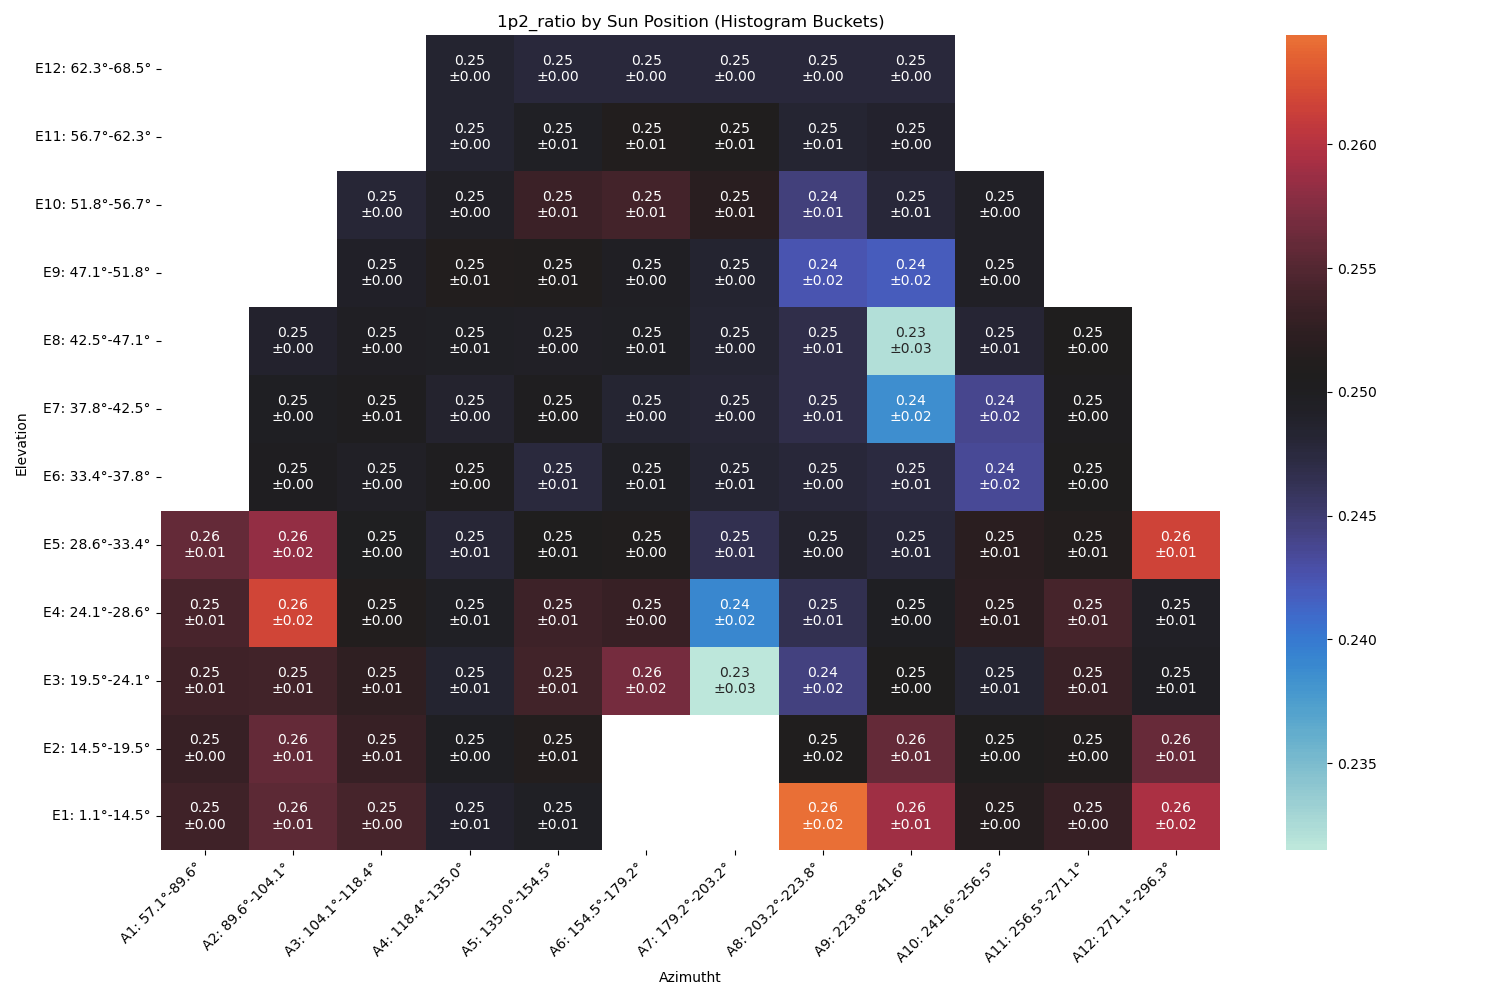 1p2_ratio by Sun Position (Histogram Buckets)
E12: 62.3°-68.5°
0.25 0.25 0.25 0.25 0.25 0.25
±0.00 ±0.00 ±0.00 ±0.00 ±0.00 ±0.00
E11: 56.7°-62.3°
0.25 0.25 0.25 0.25 0.25 0.25
±0.00 ±0.01 ±0.01 ±0.01 ±0.01 ±0.00
E10: 51.8°-56.7°
0.25 0.25 0.25 0.25 0.25 0.24 0.25 0.25
±0.00 ±0.00 ±0.01 ±0.01 ±0.01 ±0.01 ±0.01 ±0.00
E9: 47.1°-51.8°
0.25 0.25 0.25 0.25 0.25 0.24 0.24 0.25
±0.00 ±0.01 ±0.01 ±0.00 ±0.00 ±0.02 ±0.02 ±0.00
E8: 42.5°-47.1°
0.25 0.25 0.25 0.25 0.25 0.25 0.25 0.23 0.25 0.25
±0.00 ±0.00 ±0.01 ±0.00 ±0.01 ±0.00 ±0.01 ±0.03 ±0.01 ±0.00
E7: 37.8°-42.5°
0.25 0.25 0.25 0.25 0.25 0.25 0.25 0.24 0.24 0.25
±0.00 ±0.01 ±0.00 ±0.00 ±0.00 ±0.00 ±0.01 ±0.02 ±0.02 ±0.00
E6: 33.4°-37.8°
0.25 0.25 0.25 0.25 0.25 0.25 0.25 0.25 0.24 0.25
±0.00 ±0.00 ±0.00 ±0.01 ±0.01 ±0.01 ±0.00 ±0.01 ±0.02 ±0.00
E5: 28.6°-33.4°
0.26 0.26 0.25 0.25 0.25 0.25 0.25 0.25 0.25 0.25 0.25 0.26
±0.01 ±0.02 ±0.00 ±0.01 ±0.01 ±0.00 ±0.01 ±0.00 ±0.01 ±0.01 ±0.01 ±0.01
E4: 24.1°-28.6°
0.25 0.26 0.25 0.25 0.25 0.25 0.24 0.25 0.25 0.25 0.25 0.25
±0.01 ±0.02 ±0.00 ±0.01 ±0.01 ±0.00 ±0.02 ±0.01 ±0.00 ±0.01 ±0.01 ±0.01
E3: 19.5°-24.1°
0.25 0.25 0.25 0.25 0.25 0.26 0.23 0.24 0.25 0.25 0.25 0.25
±0.01 ±0.01 ±0.01 ±0.01 ±0.01 ±0.02 ±0.03 ±0.02 ±0.00 ±0.01 ±0.01 ±0.01
E2: 14.5°-19.5°
0.25 0.26 0.25 0.25 0.25 0.25 0.26 0.25 0.25 0.26
±0.00 ±0.01 ±0.01 ±0.00 ±0.01 ±0.02 ±0.01 ±0.00 ±0.00 ±0.01
E1: 1.1°-14.5°
0.25 0.26 0.25 0.25 0.25 0.26 0.26 0.25 0.25 0.26
±0.00 ±0.01 ±0.00 ±0.01 ±0.01 ±0.02 ±0.01 ±0.00 ±0.00 ±0.02
Elevation
A1: 57.1°-89.6°
A2: 89.6°-104.1°
A3: 104.1°-118.4°
A4: 118.4°-135.0°
A5: 135.0°-154.5°
A6: 154.5°-179.2°
A7: 179.2°-203.2°
A8: 203.2°-223.8°
A9: 223.8°-241.6°
A10: 241.6°-256.5°
A11: 256.5°-271.1°
A12: 271.1°-296.3°
Azimutht
0.260
0.255
0.250
0.245
0.240
0.235